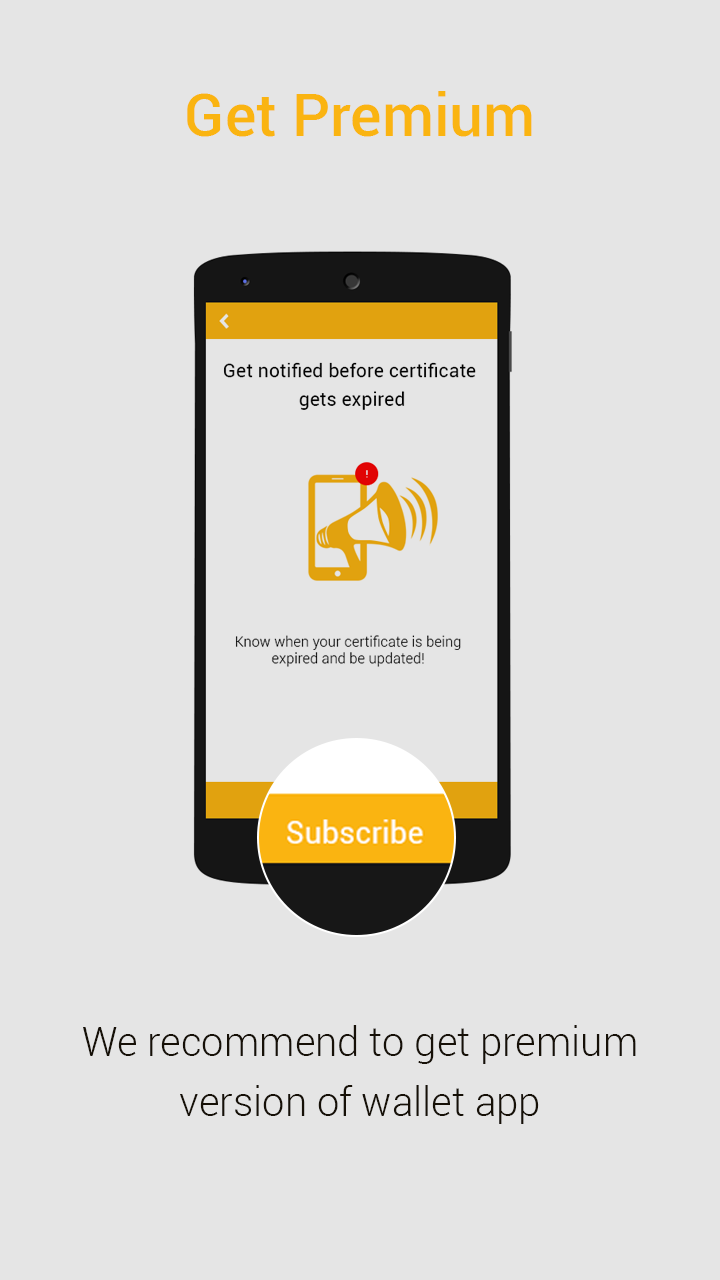 Get Premium
Get notified before certificate
gets expired
!
Know when your certificate is being
expired and be updated!
Subscribe
We recommend to get premium
version of wallet app